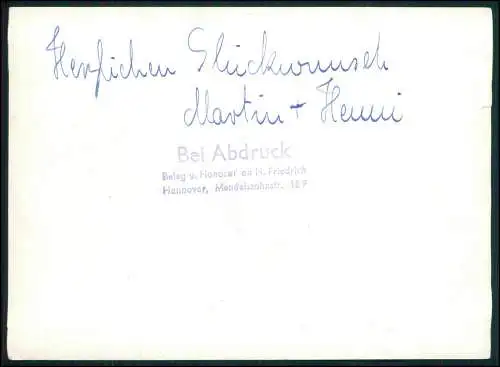 Herzlichen Glückwunsch
Martin + Henni
Bei Abdruck
Beleg u. Honorar an H. Friedrich
Hannover, Mendelssohnstr. 18 P